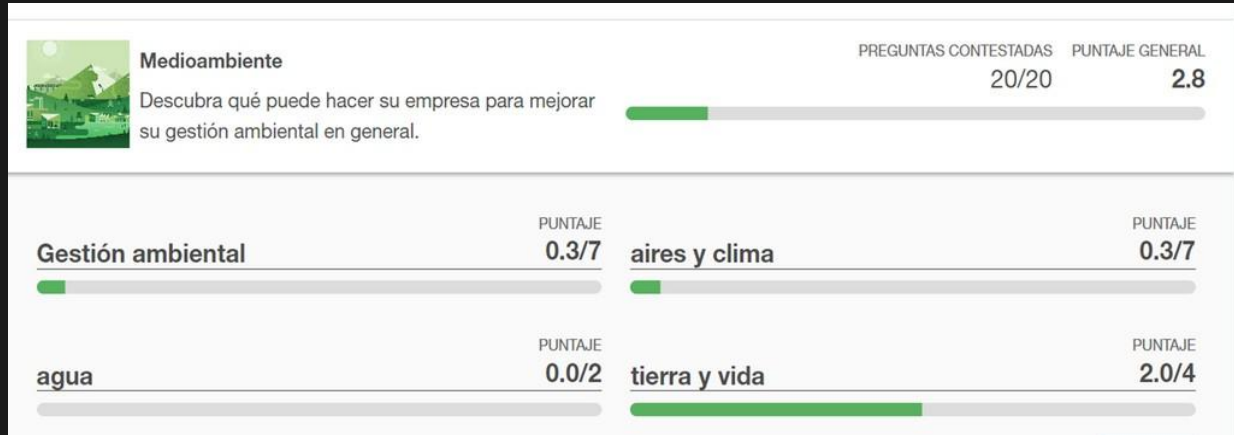 Medioambiente
Descubra qué puede hacer su empresa para mejorar
su gestión ambiental en general.
PREGUNTAS CONTESTADAS
20/20
PUNTAJE GENERAL
2.8
Gestión ambiental
PUNTAJE
0.3/7
aires y clima
PUNTAJE
0.3/7
agua
PUNTAJE
0.0/2
tierra y vida
PUNTAJE
2.0/4